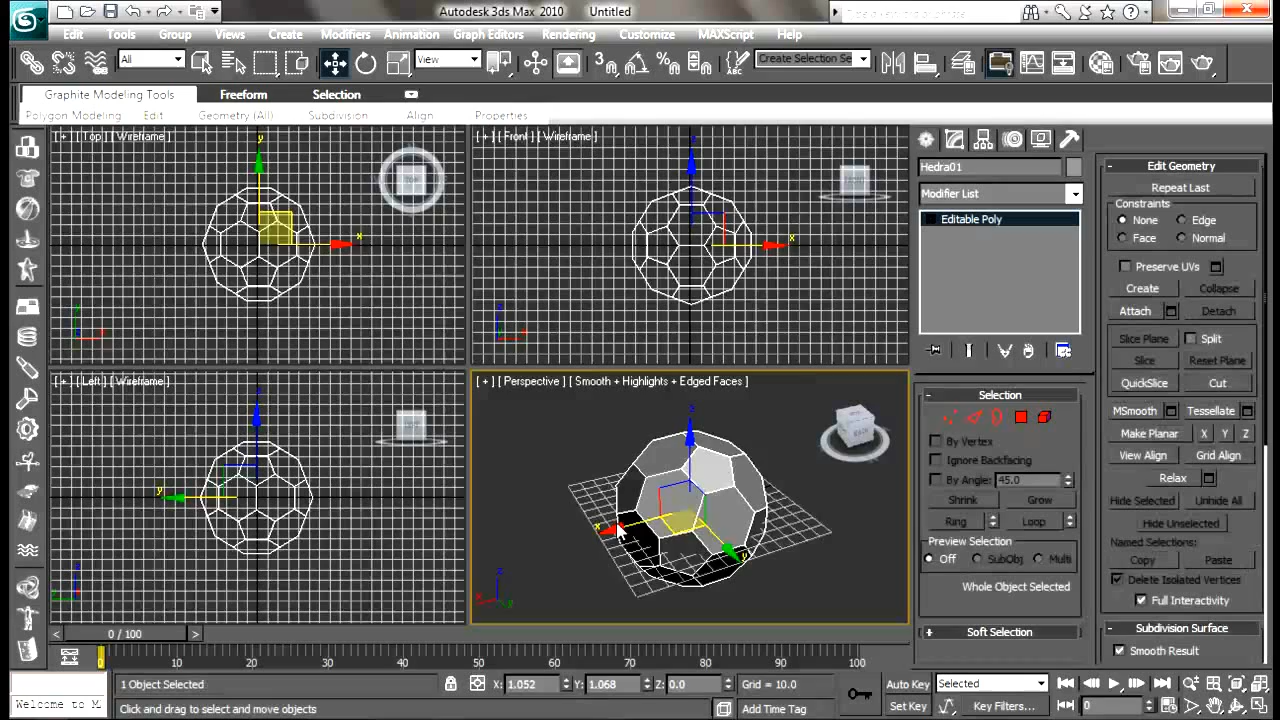 Autodesk 3ds Max 2010 Untitled
Edit Tools Group Views Create Modifiers Animation Graph Editors Rendering Customize MAXScript Help
All View Create Selection Se
Graphite Modeling Tools Freeform Selection
Polygon Modeling Edit Geometry (All) Subdivision Align Properties
[ + ] [ Top ] [ Wireframe ]
TOP
y
x
[ + ] [ Front ] [ Wireframe ]
FRONT
z
x
[ + ] [ Left ] [ Wireframe ]
LEFT
y
[ + ] [ Perspective ] [ Smooth + Highlights + Edged Faces ]
z
x
y
Hedra01
Modifier List
Editable Poly
Selection
By Vertex
Ignore Backfacing
By Angle: 45.0
Shrink Grow
Ring Loop
Preview Selection
Off SubObj Multi
Whole Object Selected
Soft Selection
Edit Geometry
Repeat Last
Constraints
None Edge
Face Normal
Preserve UVs
Create Collapse
Attach Detach
Slice Plane Split
Slice Reset Plane
QuickSlice Cut
MSmooth Tessellate
Make Planar X Y Z
View Align Grid Align
Relax
Hide Selected Unhide All
Hide Unselected
Named Selections:
Copy Paste
Delete Isolated Vertices
Full Interactivity
Subdivision Surface
Smooth Result
< 0 / 100 >
0 10 20 30 40 50 60 70 80 90 100
1 Object Selected X: 1.052 Y: 1.068 Z: 0.0 Grid = 10.0 Auto Key Selected
Welcome to M Click and drag to select and move objects Add Time Tag Set Key Key Filters... 0